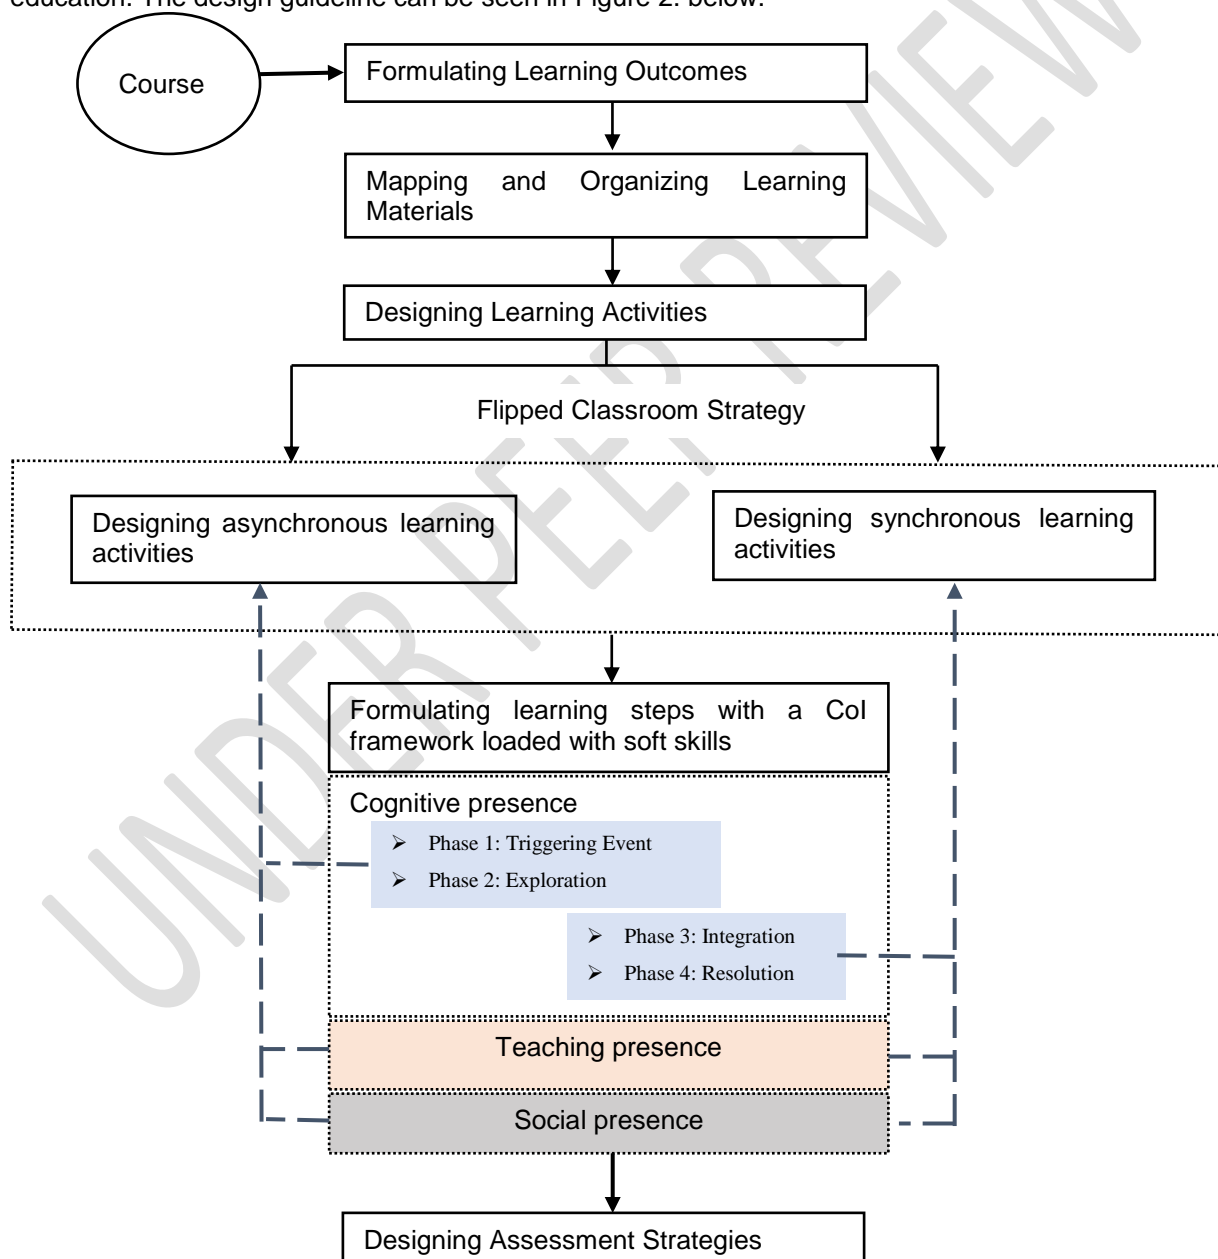 education. The design guideline can be seen in Figure 2. below.
Course
Formulating Learning Outcomes
Mapping and Organizing Learning
Materials
Designing Learning Activities
Flipped Classroom Strategy
Designing asynchronous learning
activities
Designing synchronous learning
activities
Formulating learning steps with a CoI
framework loaded with soft skills
Cognitive presence
➢ Phase 1: Triggering Event
➢ Phase 2: Exploration
➢ Phase 3: Integration
➢ Phase 4: Resolution
Teaching presence
Social presence
Designing Assessment Strategies
UNDER PEER REVIEW